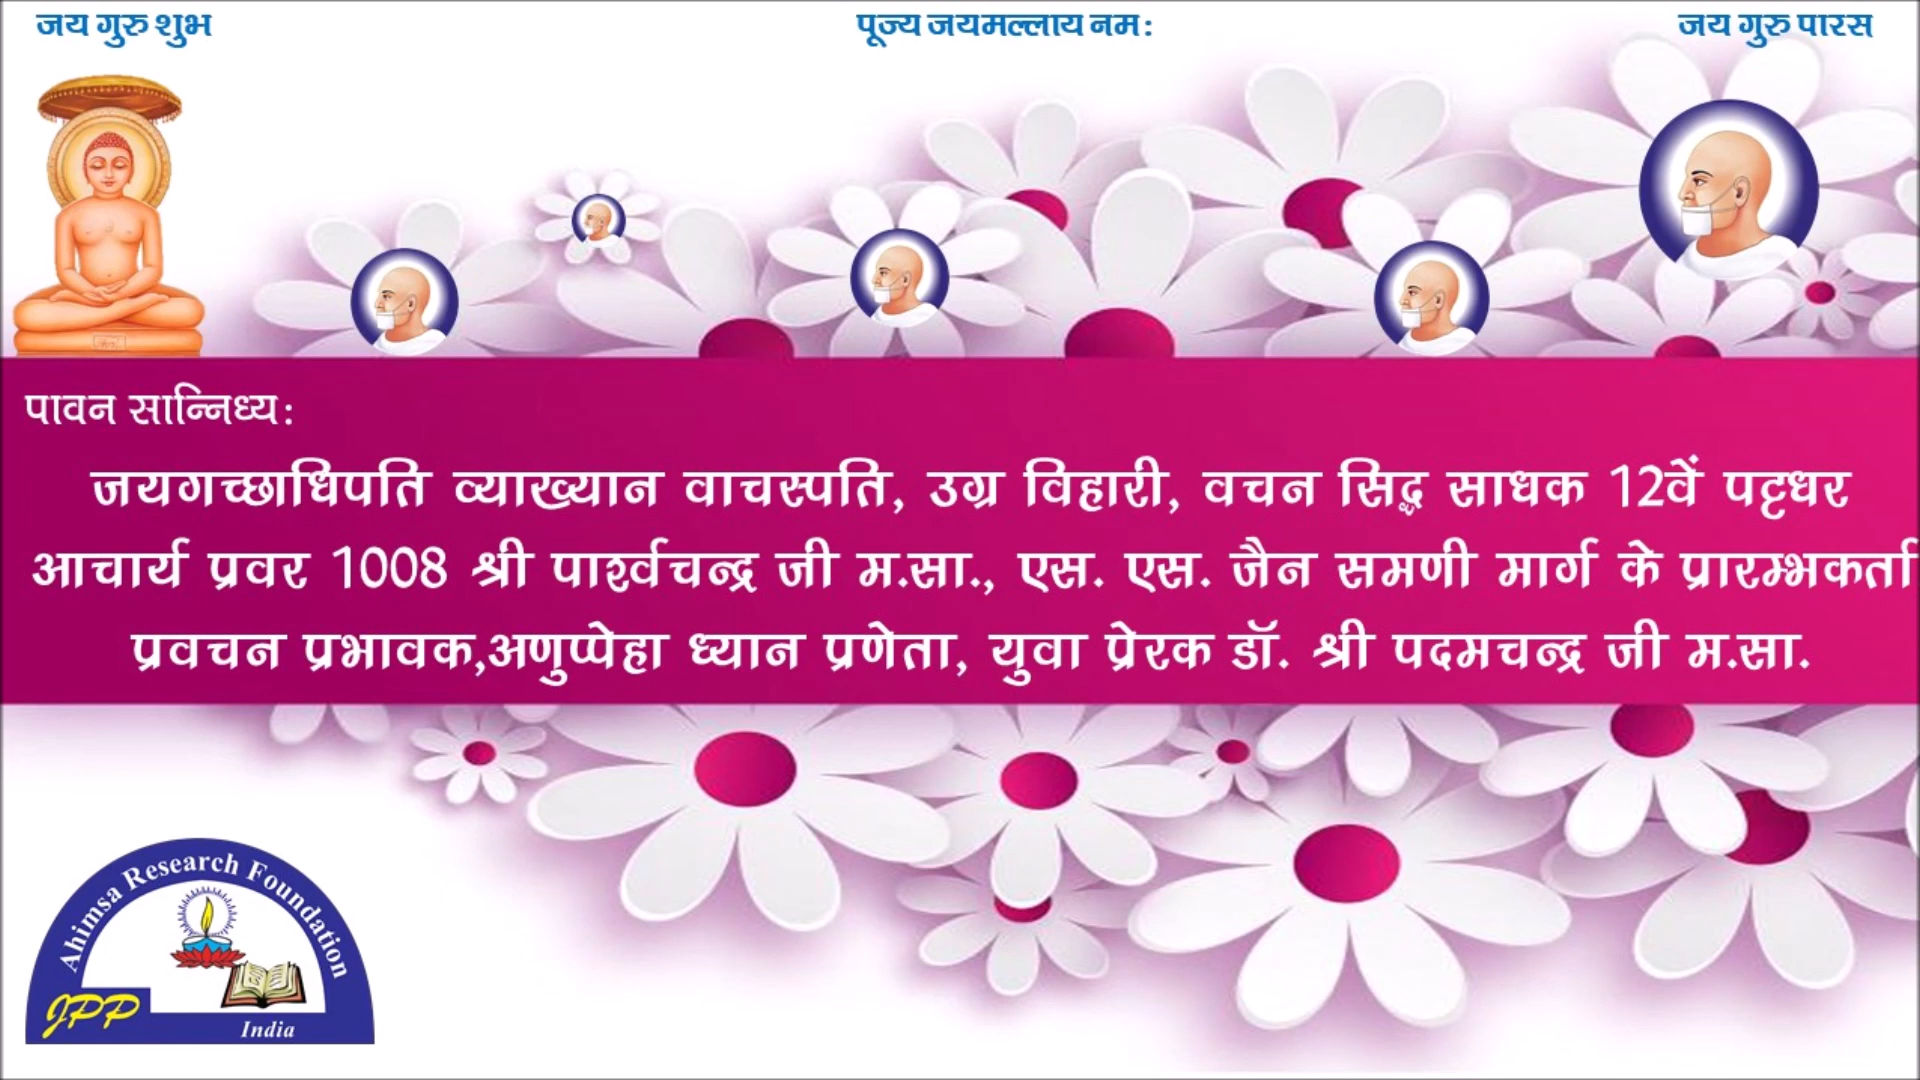 जय गुरु शुभ
पूज्य जयमल्लाय नम:
जय गुरु पारस
पावन सान्निध्य:
जयगच्छाधिपति व्याख्यान वाचस्पति, उग्र विहारी, वचन सिद्ध साधक 12वें पट्टधर
आचार्य प्रवर 1008 श्री पार्श्वचन्द्र जी म.सा., एस. एस. जैन समणी मार्ग के प्रारम्भकर्ता
प्रवचन प्रभावक,अणुप्पेहा ध्यान प्रणेता, युवा प्रेरक डॉ. श्री पदमचन्द्र जी म.सा.
Ahimsa Research Foundation
JPP
India